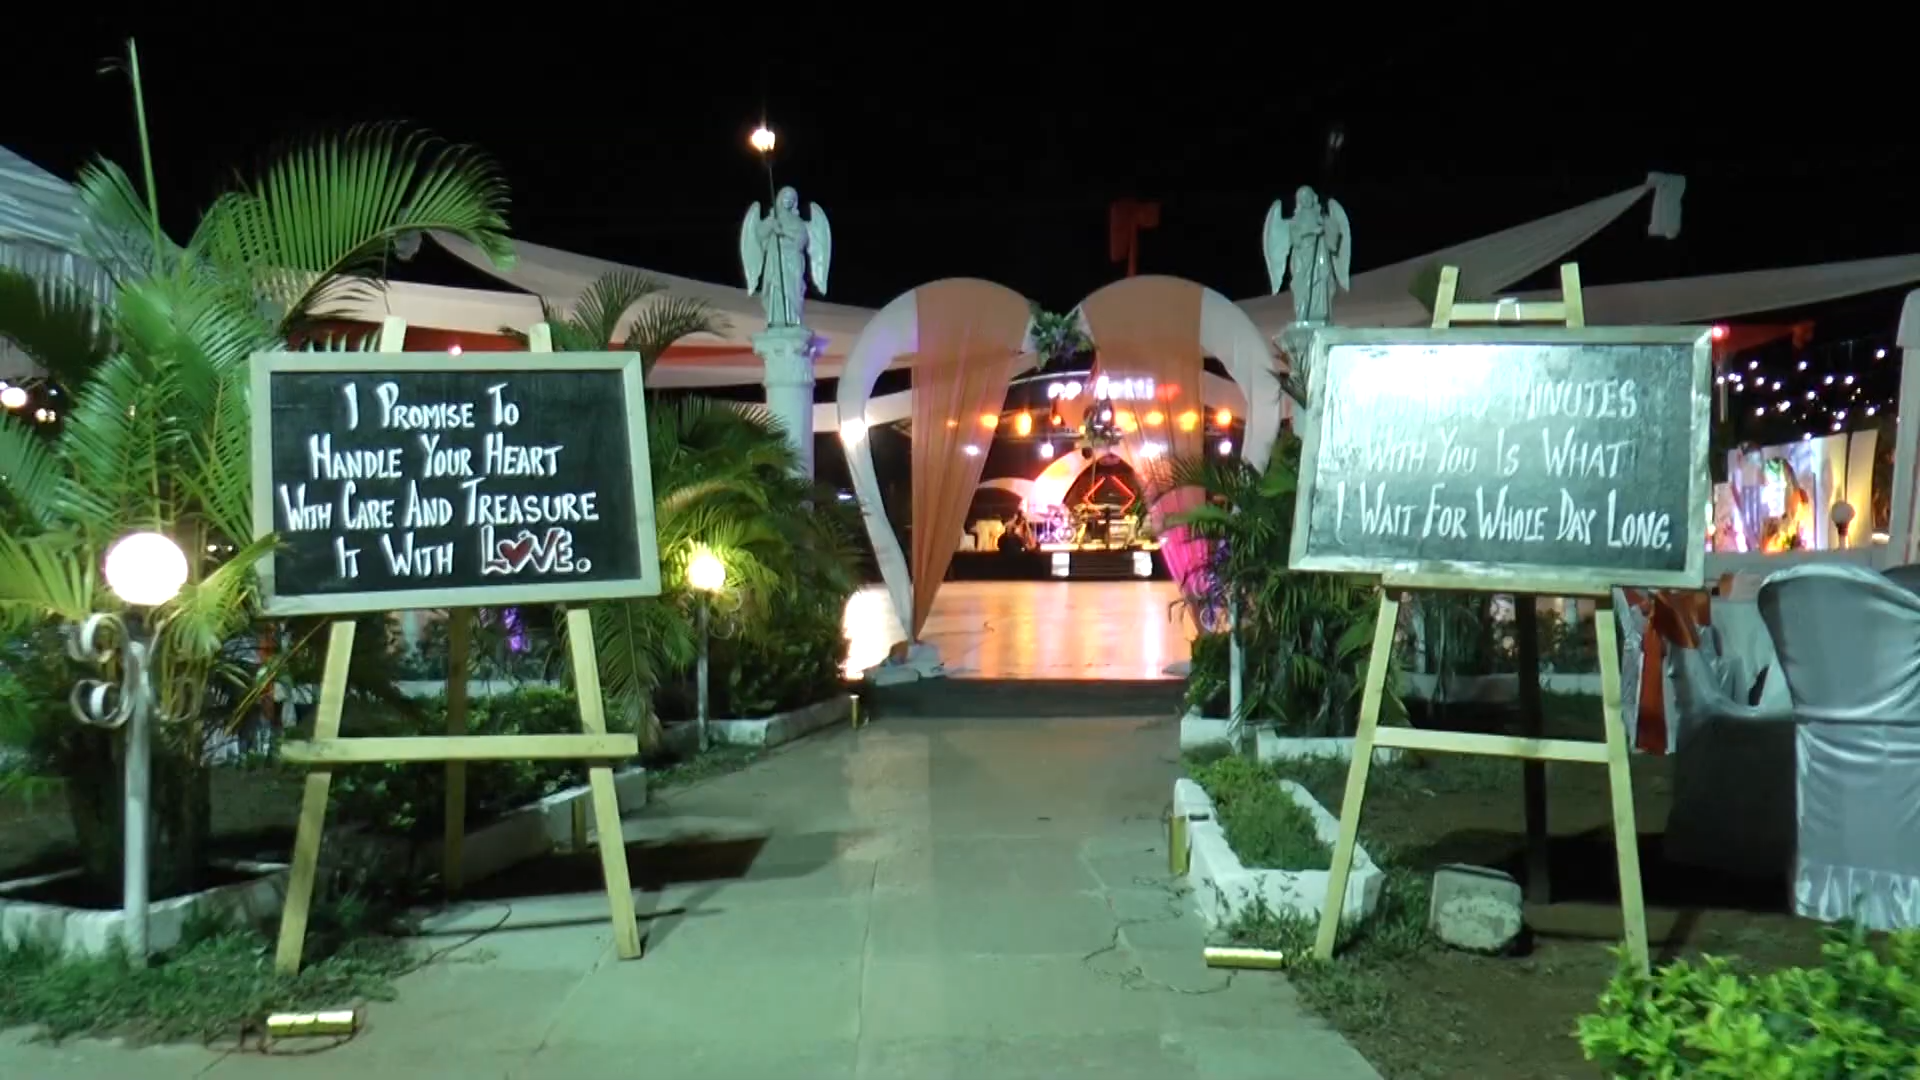 I PROMISE TO
HANDLE YOUR HEART
WITH CARE AND TREASURE
IT WITH LOVE.
MINUTES
WITH YOU IS WHAT
I WAIT FOR WHOLE DAY LONG.